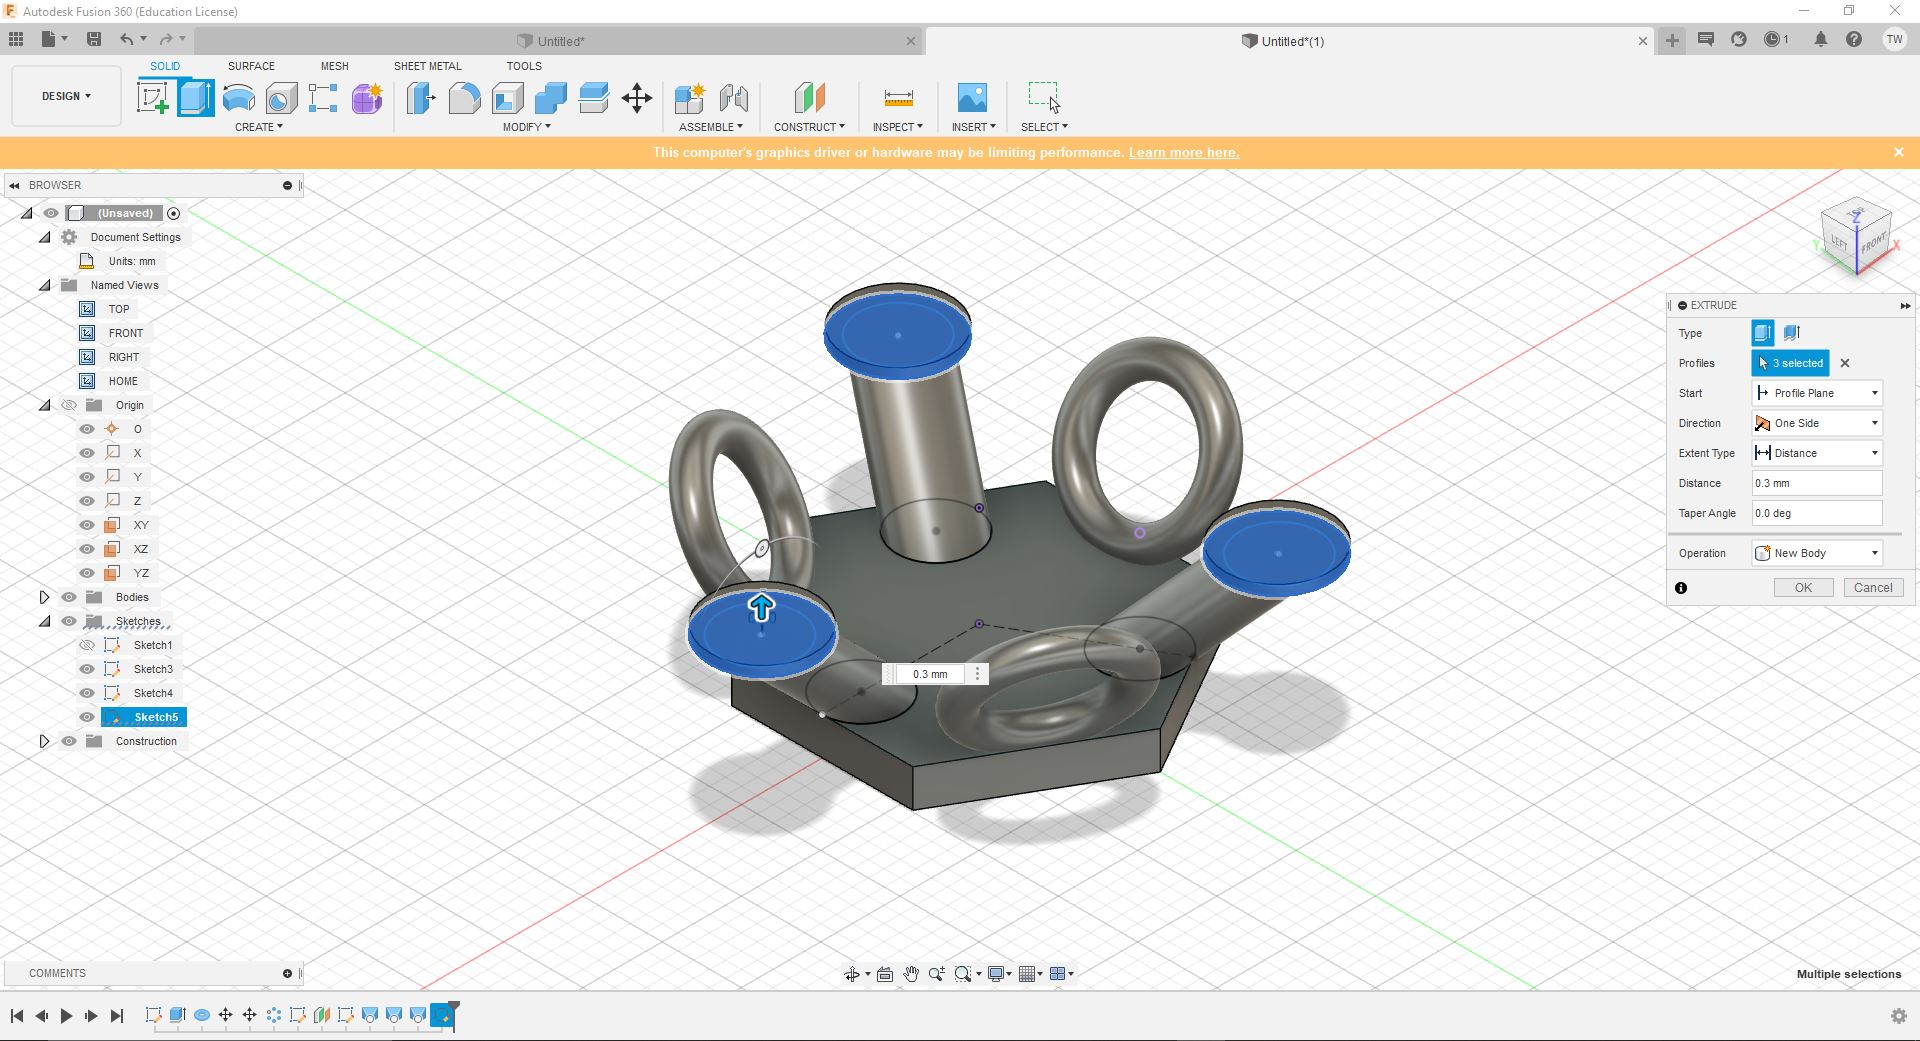 Autodesk Fusion 360 (Education License)
Untitled*
Untitled*(1)
1
TW
SOLID
SURFACE
MESH
SHEET METAL
TOOLS
DESIGN
CREATE
MODIFY
ASSEMBLE
CONSTRUCT
INSPECT
INSERT
SELECT
This computer's graphics driver or hardware may be limiting performance. Learn more here.
BROWSER
(Unsaved)
Document Settings
Units: mm
Named Views
TOP
FRONT
RIGHT
HOME
Origin
O
X
Y
Z
XY
XZ
YZ
Bodies
Sketches
Sketch1
Sketch3
Sketch4
Sketch5
Construction
TOP
Z
LEFT
FRONT
Y
X
EXTRUDE
Type
Profiles 3 selected
Start Profile Plane
Direction One Side
Extent Type Distance
Distance 0.3 mm
Taper Angle 0.0 deg
Operation New Body
OK Cancel
0.3 mm
COMMENTS
Multiple selections